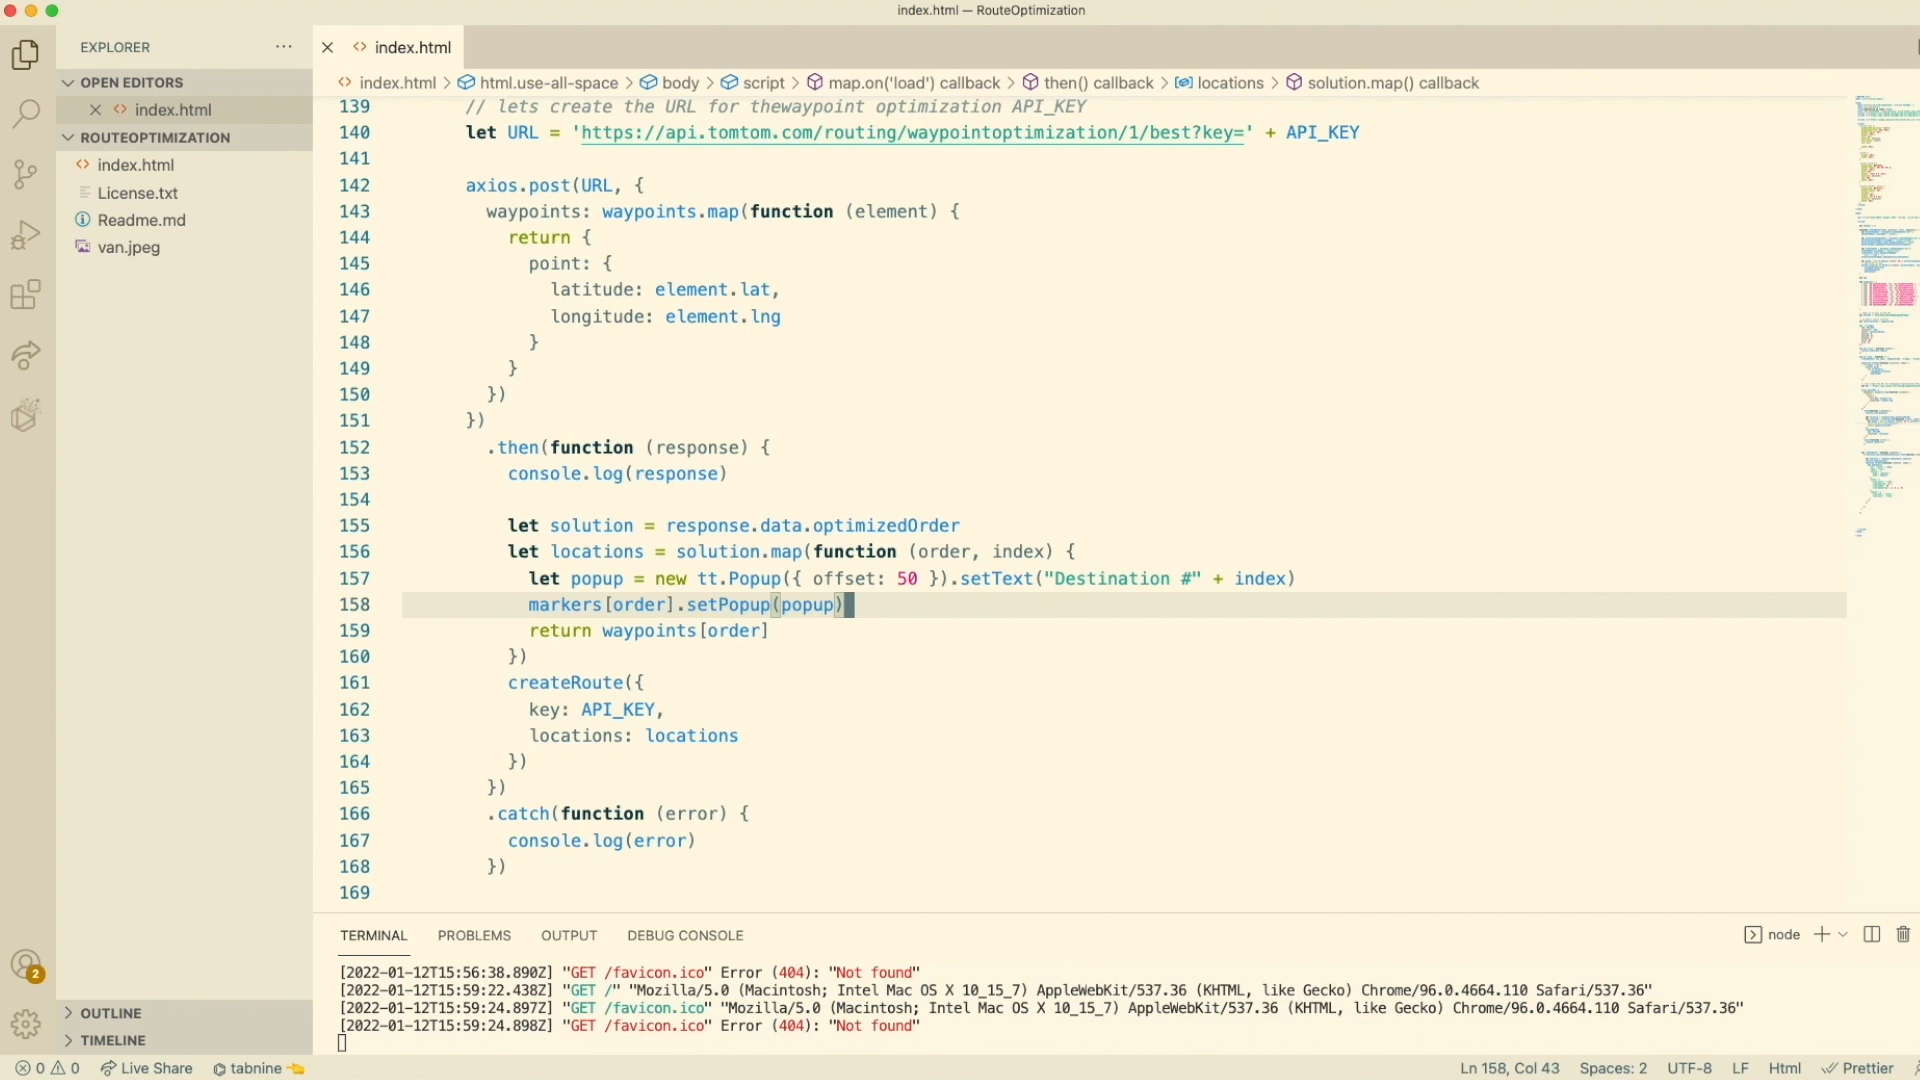 index.html — RouteOptimization
EXPLORER
index.html
OPEN EDITORS
index.html > html.use-all-space > body > script > map.on('load') callback > then() callback > locations > solution.map() callback
index.html
ROUTEOPTIMIZATION
index.html
License.txt
Readme.md
van.jpeg
139 // lets create the URL for thewaypoint optimization API_KEY
140 let URL = 'https://api.tomtom.com/routing/waypointoptimization/1/best?key=' + API_KEY
141
142 axios.post(URL, {
143 waypoints: waypoints.map(function (element) {
144 return {
145 point: {
146 latitude: element.lat,
147 longitude: element.lng
148 }
149 }
150 })
151 })
152 .then(function (response) {
153 console.log(response)
154
155 let solution = response.data.optimizedOrder
156 let locations = solution.map(function (order, index) {
157 let popup = new tt.Popup({ offset: 50 }).setText("Destination #" + index)
158 markers[order].setPopup(popup)
159 return waypoints[order]
160 })
161 createRoute({
162 key: API_KEY,
163 locations: locations
164 })
165 })
166 .catch(function (error) {
167 console.log(error)
168 })
169
TERMINAL PROBLEMS OUTPUT DEBUG CONSOLE
node
[2022-01-12T15:56:38.890Z] "GET /favicon.ico" Error (404): "Not found"
[2022-01-12T15:59:22.438Z] "GET /" "Mozilla/5.0 (Macintosh; Intel Mac OS X 10_15_7) AppleWebKit/537.36 (KHTML, like Gecko) Chrome/96.0.4664.110 Safari/537.36"
[2022-01-12T15:59:24.897Z] "GET /favicon.ico" "Mozilla/5.0 (Macintosh; Intel Mac OS X 10_15_7) AppleWebKit/537.36 (KHTML, like Gecko) Chrome/96.0.4664.110 Safari/537.36"
[2022-01-12T15:59:24.898Z] "GET /favicon.ico" Error (404): "Not found"
2
OUTLINE
TIMELINE
0 0 Live Share tabnine Ln 158, Col 43 Spaces: 2 UTF-8 LF Html Prettier